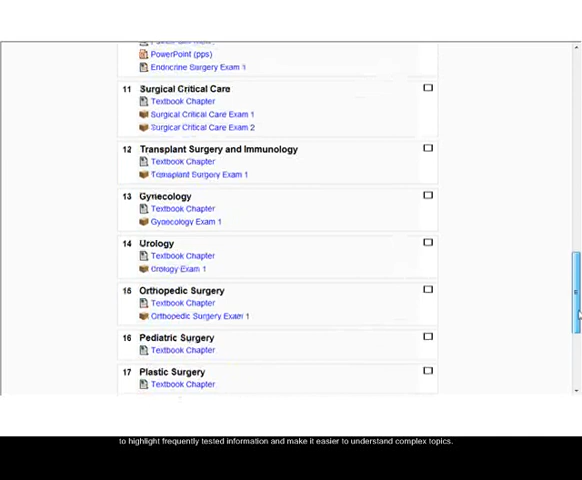 PowerPoint (pps)
Endocrine Surgery Exam 1
11 Surgical Critical Care
Textbook Chapter
Surgical Critical Care Exam 1
Surgical Critical Care Exam 2
12 Transplant Surgery and Immunology
Textbook Chapter
Transplant Surgery Exam 1
13 Gynecology
Textbook Chapter
Gynecology Exam 1
14 Urology
Textbook Chapter
Urology Exam 1
15 Orthopedic Surgery
Textbook Chapter
Orthopedic Surgery Exam 1
16 Pediatric Surgery
Textbook Chapter
17 Plastic Surgery
Textbook Chapter
to highlight frequently tested information and make it easier to understand complex topics.